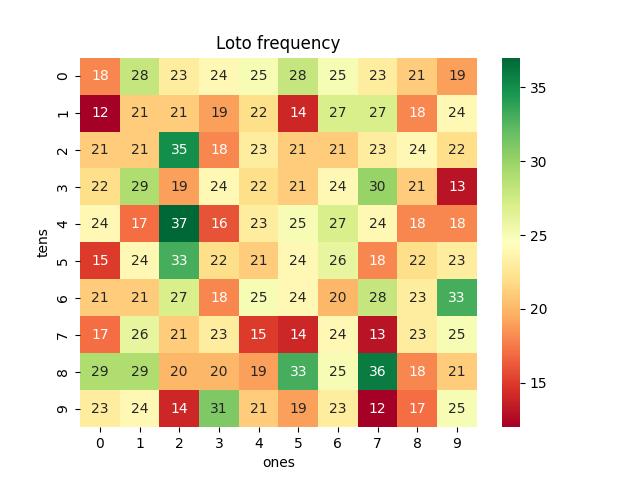 Loto frequency
0 18 28 23 24 25 28 25 23 21 19
1 12 21 21 19 22 14 27 27 18 24
2 21 21 35 18 23 21 21 23 24 22
3 22 29 19 24 22 21 24 30 21 13
4 24 17 37 16 23 25 27 24 18 18
5 15 24 33 22 21 24 26 18 22 23
6 21 21 27 18 25 24 20 28 23 33
7 17 26 21 23 15 14 24 13 23 25
8 29 29 20 20 19 33 25 36 18 21
9 23 24 14 31 21 19 23 12 17 25
0 1 2 3 4 5 6 7 8 9
ones
tens
35
30
25
20
15